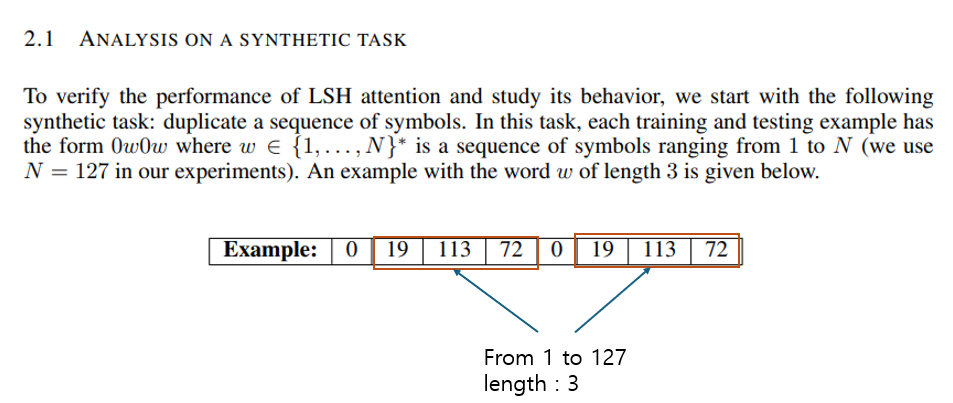 2.1 ANALYSIS ON A SYNTHETIC TASK
To verify the performance of LSH attention and study its behavior, we start with the following
synthetic task: duplicate a sequence of symbols. In this task, each training and testing example has
the form 0w0w where w ∈ {1, . . . , N}* is a sequence of symbols ranging from 1 to N (we use
N = 127 in our experiments). An example with the word w of length 3 is given below.
Example: 0 19 113 72 0 19 113 72
From 1 to 127
length : 3